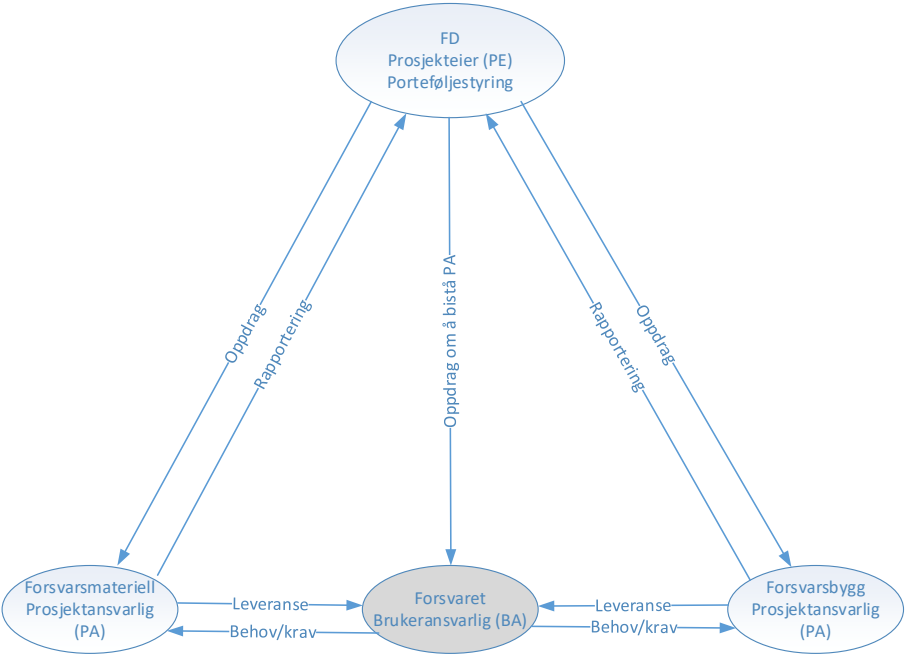 FD
Prosjekteier (PE)
Porteføljestyring
Oppdrag
Rapportering
Oppdrag om å bistå PA
Rapportering
Oppdrag
Forsvarsmateriell
Prosjektansvarlig
(PA)
Leveranse
Behov/krav
Forsvaret
Brukeransvarlig (BA)
Leveranse
Behov/krav
Forsvarsbygg
Prosjektansvarlig
(PA)